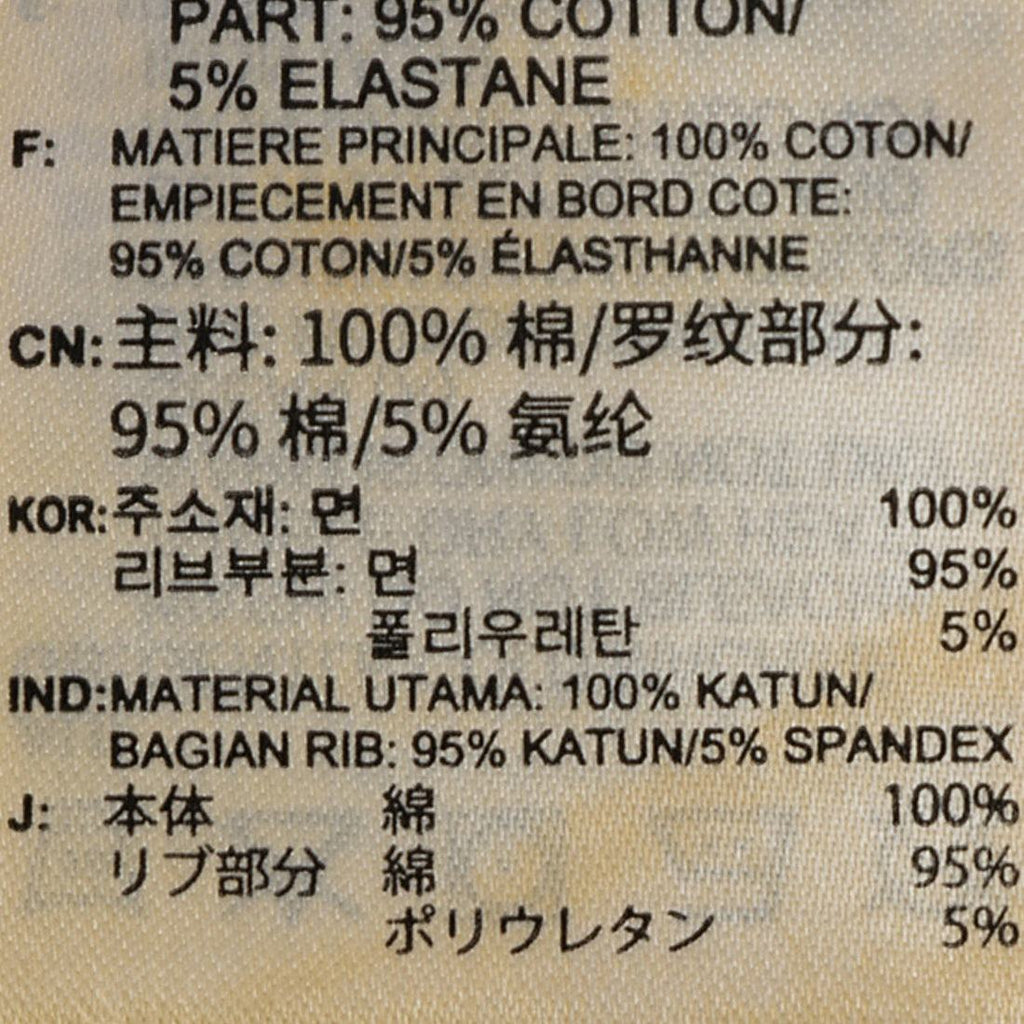 PART: 95% COTTON/
5% ELASTANE
F: MATIERE PRINCIPALE: 100% COTON/
EMPIECEMENT EN BORD COTE:
95% COTON/5% ÉLASTHANNE
CN: 主料: 100% 棉/罗纹部分:
95% 棉/5% 氨纶
KOR: 주소재: 면 100%
리브부분: 면 95%
폴리우레탄 5%
IND: MATERIAL UTAMA: 100% KATUN/
BAGIAN RIB: 95% KATUN/5% SPANDEX
J: 本体 綿 100%
リブ部分 綿 95%
ポリウレタン 5%